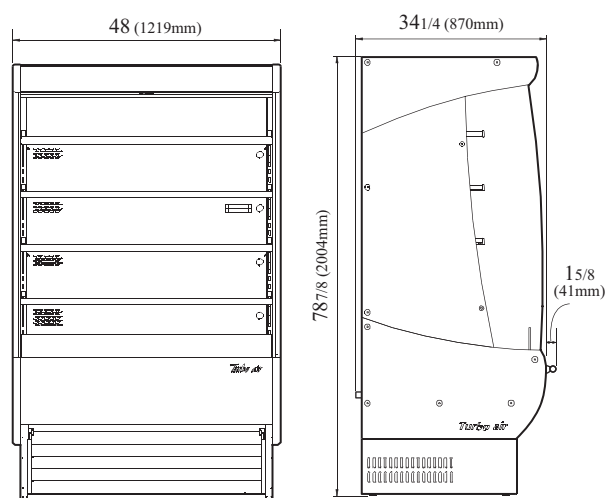 48 (1219mm)
341/4 (870mm)
787/8 (2004mm)
15/8
(41mm)
Turbo air
Turbo air